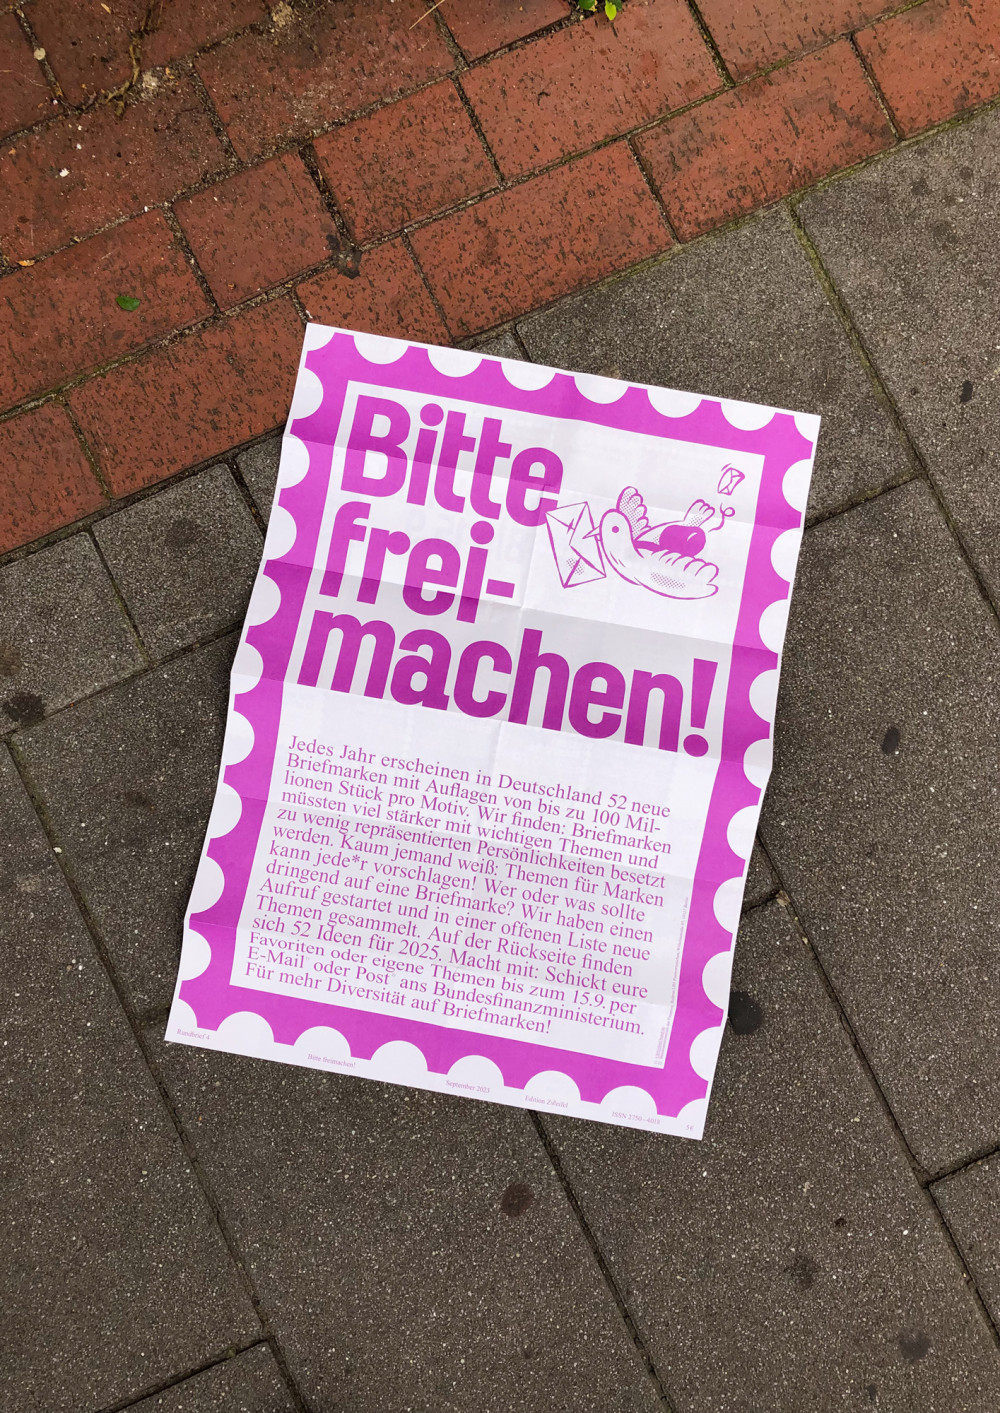 Bitte
frei-
machen!
Jedes Jahr erscheinen in Deutschland 52 neue
Briefmarken mit Auflagen von bis zu 100 Mil-
lionen Stück pro Motiv. Wir finden: Briefmarken
müssten viel stärker mit wichtigen Themen und
zu wenig repräsentierten Persönlichkeiten besetzt
werden. Kaum jemand weiß: Themen für Marken
kann jede*r vorschlagen! Wer oder was sollte
dringend auf eine Briefmarke? Wir haben einen
Aufruf gestartet und in einer offenen Liste neue
Themen gesammelt. Auf der Rückseite finden
sich 52 Ideen für 2025. Macht mit: Schickt eure
Favoriten oder eigene Themen bis zum 15.9. per
E-Mail oder Post ans Bundesfinanzministerium.
Für mehr Diversität auf Briefmarken!
Rundbrief 4
Bitte freimachen!
September 2023
ISSN 2750-4018
54